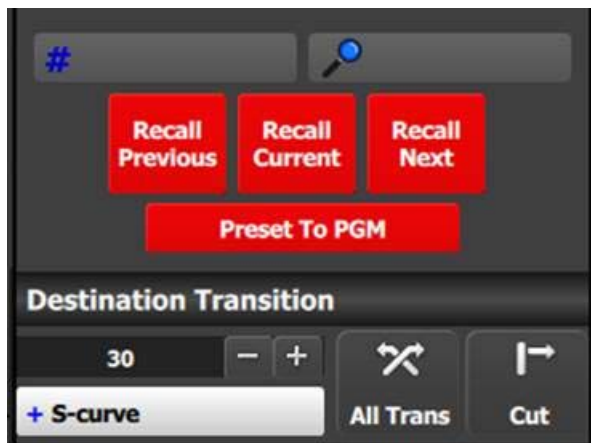 #
Recall Previous
Recall Current
Recall Next
Preset To PGM
Destination Transition
30 - +
+ S-curve
All Trans
Cut